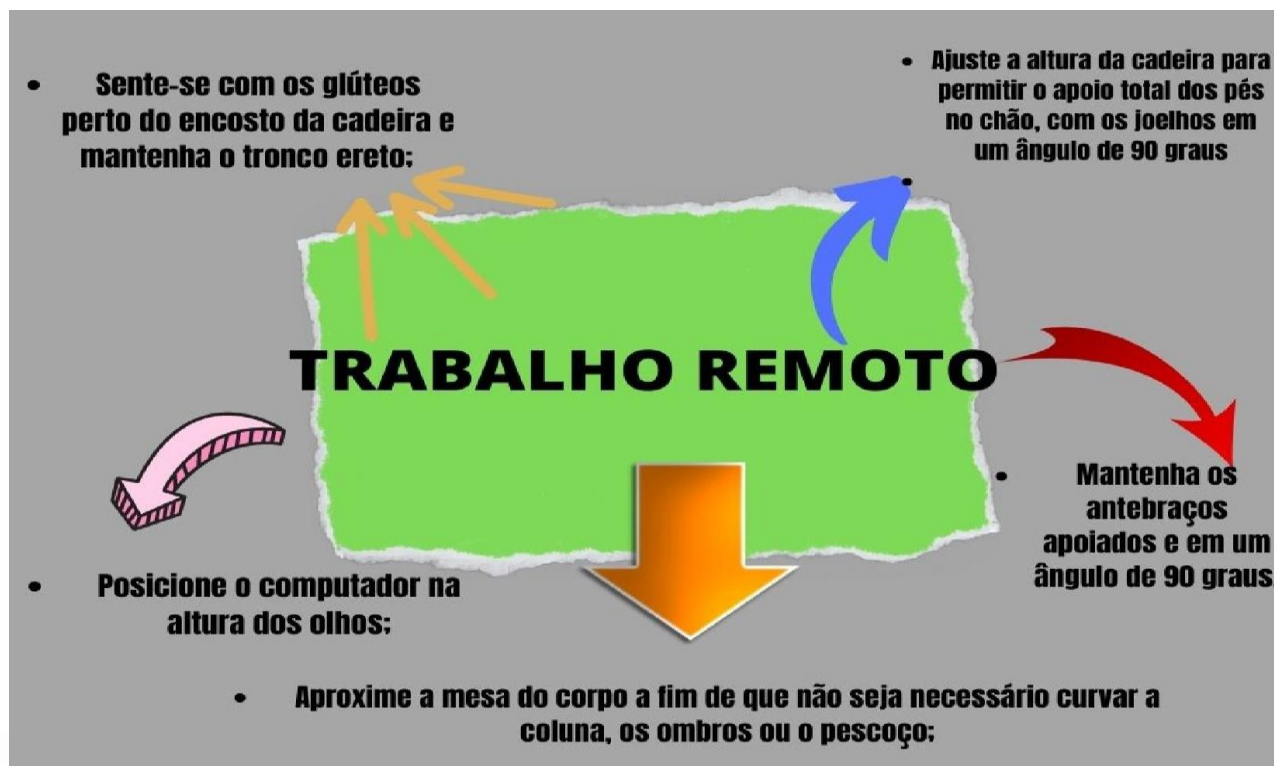 • Sente-se com os glúteos
perto do encosto da cadeira e
mantenha o tronco ereto;
• Ajuste a altura da cadeira para
permitir o apoio total dos pés
no chão, com os joelhos em
um ângulo de 90 graus
•
TRABALHO REMOTO
• Mantenha os
antebraços
apoiados e em um
ângulo de 90 graus
• Posicione o computador na
altura dos olhos;
• Aproxime a mesa do corpo a fim de que não seja necessário curvar a
coluna, os ombros ou o pescoço;